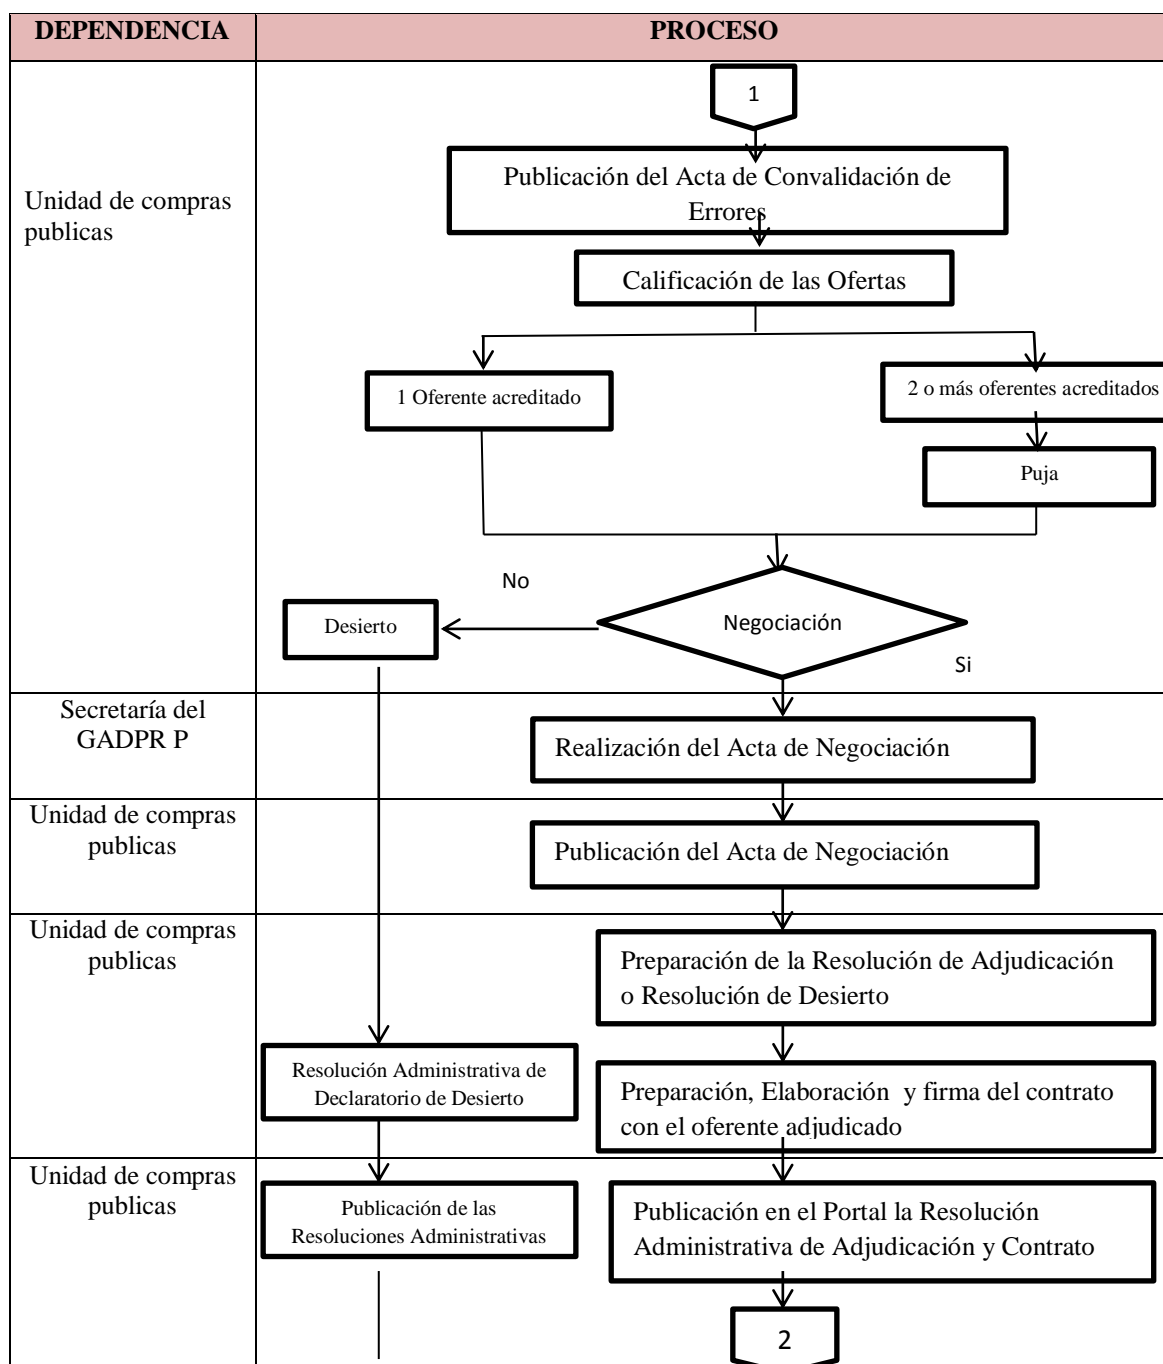 DEPENDENCIA
PROCESO
Unidad de compras
publicas
1
Publicación del Acta de Convalidación de
Errores
Calificación de las Ofertas
1 Oferente acreditado
2 o más oferentes acreditados
Puja
No
Desierto
Negociación
Si
Secretaría del
GADPR P
Realización del Acta de Negociación
Unidad de compras
publicas
Publicación del Acta de Negociación
Unidad de compras
publicas
Preparación de la Resolución de Adjudicación
o Resolución de Desierto
Resolución Administrativa de
Declaratorio de Desierto
Preparación, Elaboración  y firma del contrato
con el oferente adjudicado
Unidad de compras
publicas
Publicación de las
Resoluciones Administrativas
Publicación en el Portal la Resolución
Administrativa de Adjudicación y Contrato
2